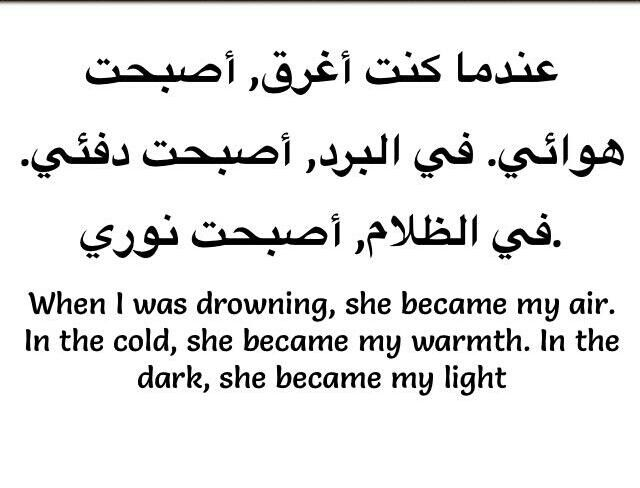 عندما كنت أغرق, أصبحت
هوائي. في البرد, أصبحت دفئي.
.في الظلام, أصبحت نوري
When I was drowning, she became my air.
In the cold, she became my warmth. In the
dark, she became my light